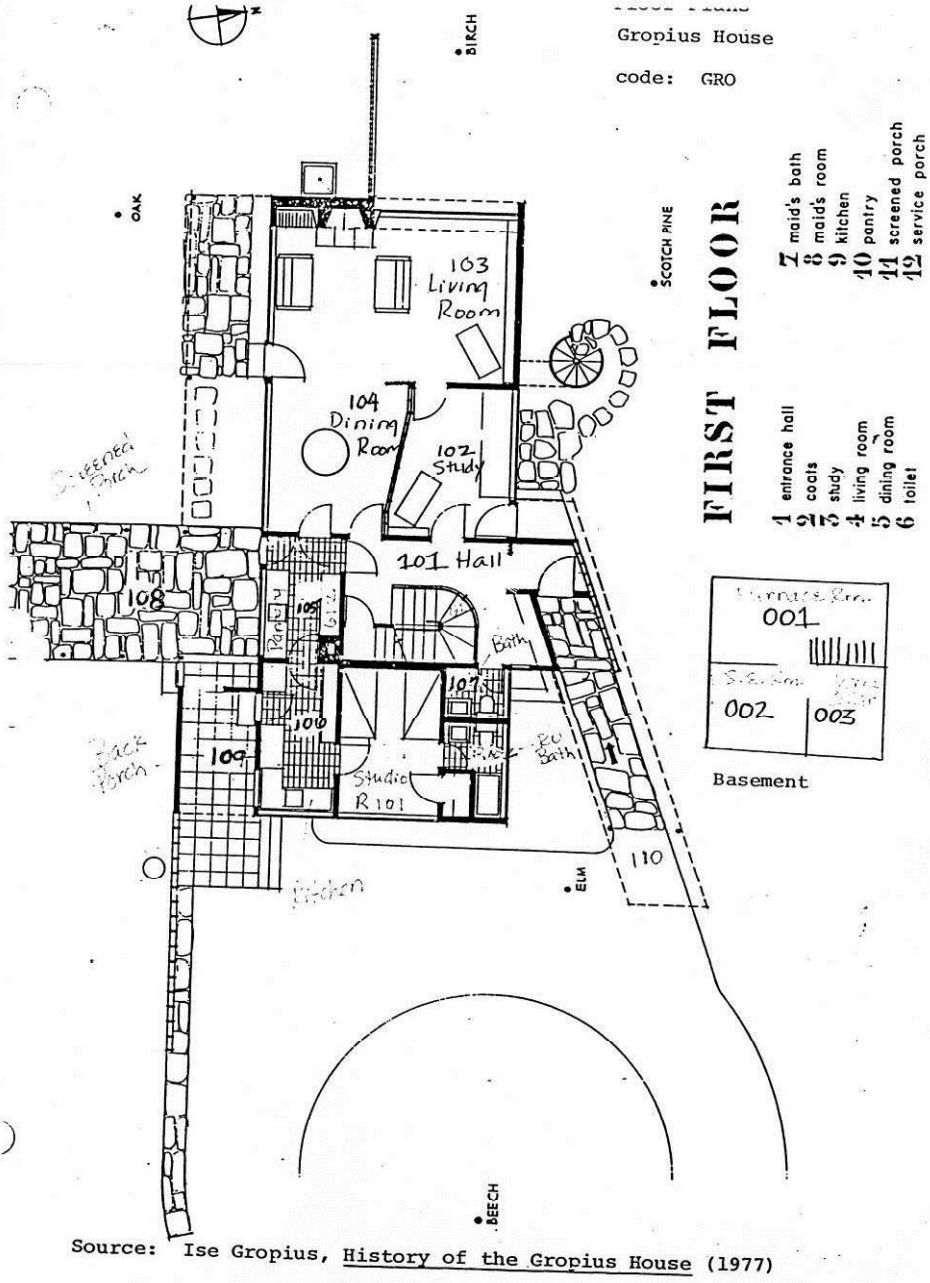 Gropius House
code: GRO
N
BIRCH
OAK
SCOTCH PINE
103
Living
Room
104
Dining
Room
102
Study
Screened
Porch
101 Hall
108
Pantry
105
Bath
107
106
109
Back
Porch
Studio
R101
Bath
110
ELM
Kitchen
BEECH
FIRST FLOOR
1 entrance hall
2 coats
3 study
4 living room
5 dining room
6 toilet
7 maid's bath
8 maid's room
9 kitchen
10 pantry
11 screened porch
12 service porch
Furnace Rm.
001
002
003
Basement
Source: Ise Gropius, History of the Gropius House (1977)